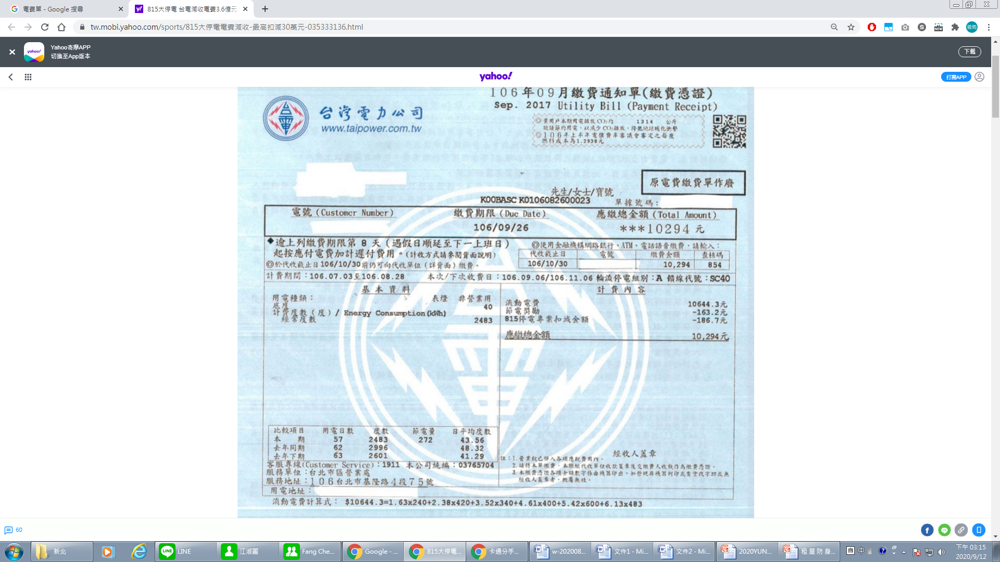 電費單 - Google 搜尋
815大停電 台電減收電費3.6億元
tw.mobi.yahoo.com/sports/815大停電電費減收-最高扣減30萬元-035333136.html
Yahoo奇摩APP
切換至App版本
下載
yahoo!
打開APP
106年09月繳費通知單(繳費憑證)
Sep. 2017 Utility Bill (Payment Receipt)
台灣電力公司
www.taipower.com.tw
◎貴用戶本期用電排放CO2約 1314 公斤
敬請節約用電，以減少CO2排放，降低地球暖化衝擊
◎106年上半年電價費率審議會審定之每度
燃料成本為1.2938元
原電費繳費單作廢
先生/女士/寶號
K00BASC K0106082600023
單據號碼：
電號(Customer Number)
繳費期限(Due Date)
應繳總金額(Total Amount)
106/09/26
***10294元
◆逾上列繳費期限第 8 天(遇假日順延至下一上班日)
起按應付電費加計遲付費用。(計收方式請參閱背面說明)
◎於代收截止日106/10/30前仍可向代收單位(詳背面)繳費。
◎使用金融機構網路銀行、ATM、電話語音繳費，請輸入：
代收截止日 電號 繳費金額 查核碼
106/10/30 10,294 854
計費期間：106.07.03至106.08.28 本次/下次收費日：106.09.06/106.11.06 輪流停電組別：A 饋線代號：SC40
基本資料
用電種類： 表燈 非營業用
底度 40
計費度數(度)/ Energy Consumption(kWh)
經常度數 2483
計費內容
流動電費 10644.3元
節電獎勵 -163.2元
815停電專案扣減金額 -186.7元
應繳總金額 10,294元
比較項目 用電日數 度數 節電量 日平均度數
本 期 57 2483 272 43.56
去年同期 62 2996 48.32
去年下期 63 2601 41.29
客服專線(Customer Service)：1911 本公司統編：03765704
服務單位：台北市區營業處
服務地址：106台北市基隆路4段75號
經收人蓋章
註：1.營業稅已併入各項應稅費用內。
2.請持本單繳費，本聯經代收單位收款蓋章後交繳費人收執作為繳費憑證。
3.本繳費憑證各項金額數字係由機器印出，如發現非機器列印或有塗改字跡或無
經收人蓋章者，概屬無效。
用電地址：
流動電費計算式： $10644.3=1.63x240+2.38x420+3.52x340+4.61x400+5.42x600+6.13x483
60
新北
LINE
江淑麗
Fang Che...
Google - ...
815大停電...
卡通分手...
w-202008...
文件1 - Mi...
文件2 - Mi...
2020YUN...
租屋防身...
下午 03:15
2020/9/12